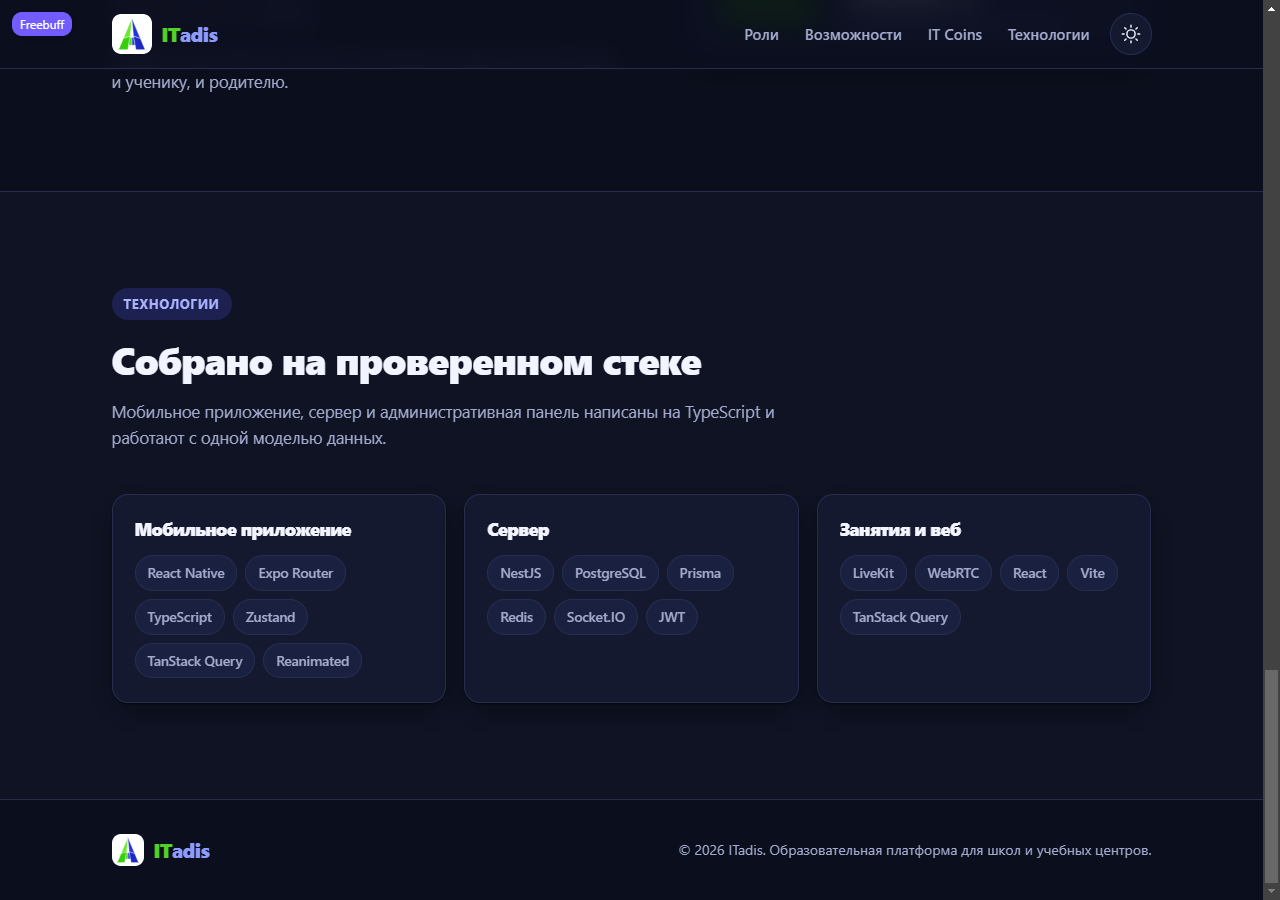 Freebuff
ITadis
Роли
Возможности
IT Coins
Технологии
и ученику, и родителю.
ТЕХНОЛОГИИ
Собрано на проверенном стеке
Мобильное приложение, сервер и административная панель написаны на TypeScript и
работают с одной моделью данных.
Мобильное приложение
React Native
Expo Router
TypeScript
Zustand
TanStack Query
Reanimated
Сервер
NestJS
PostgreSQL
Prisma
Redis
Socket.IO
JWT
Занятия и веб
LiveKit
WebRTC
React
Vite
TanStack Query
ITadis
© 2026 ITadis. Образовательная платформа для школ и учебных центров.